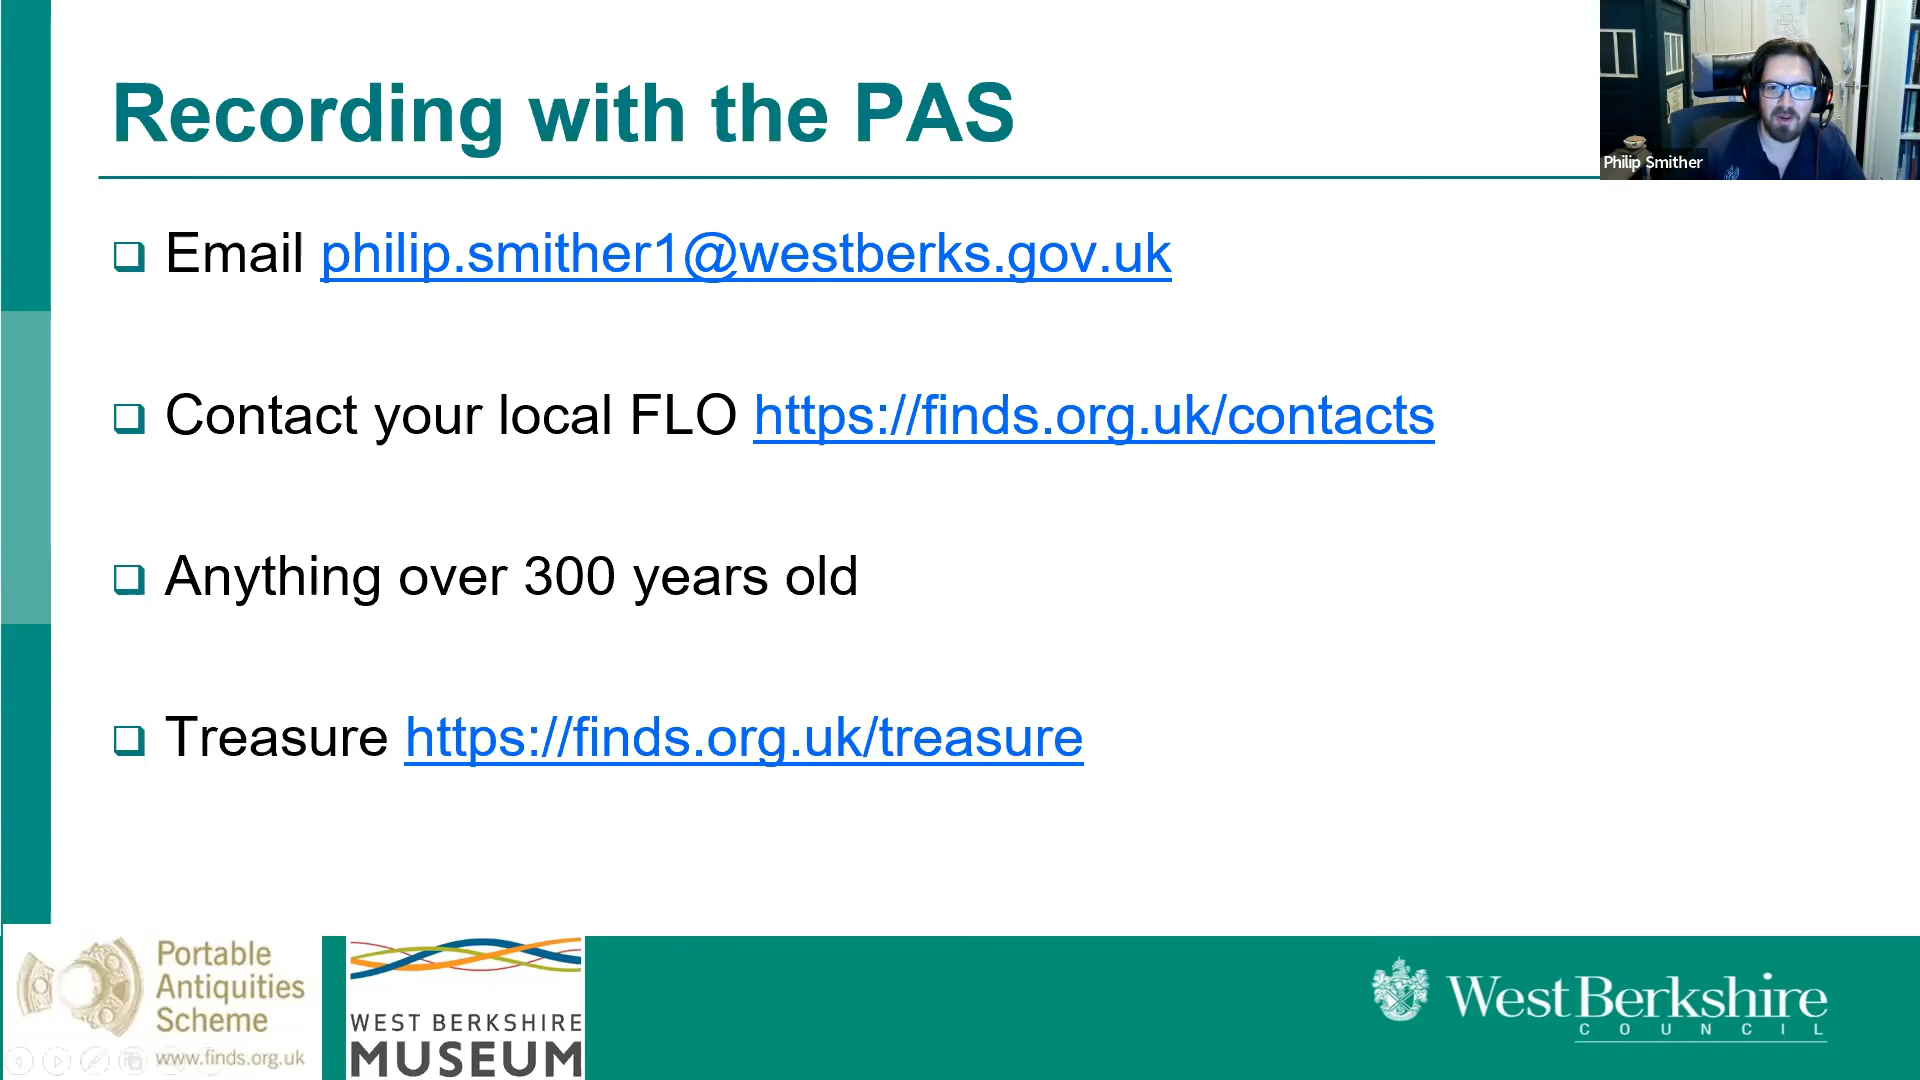 Recording with the PAS
Philip Smither
Email philip.smither1@westberks.gov.uk
Contact your local FLO https://finds.org.uk/contacts
Anything over 300 years old
Treasure https://finds.org.uk/treasure
Portable
Antiquities
Scheme
www.finds.org.uk
WEST BERKSHIRE
MUSEUM
West Berkshire
COUNCIL